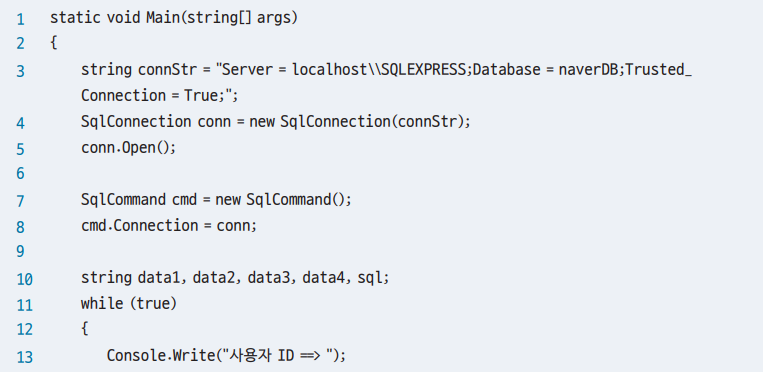 1 static void Main(string[] args)
2 {
3 string connStr = "Server = localhost\\SQLEXPRESS;Database = naverDB;Trusted_
Connection = True;";
4 SqlConnection conn = new SqlConnection(connStr);
5 conn.Open();
6
7 SqlCommand cmd = new SqlCommand();
8 cmd.Connection = conn;
9
10 string data1, data2, data3, data4, sql;
11 while (true)
12 {
13 Console.Write("사용자 ID ==> ");